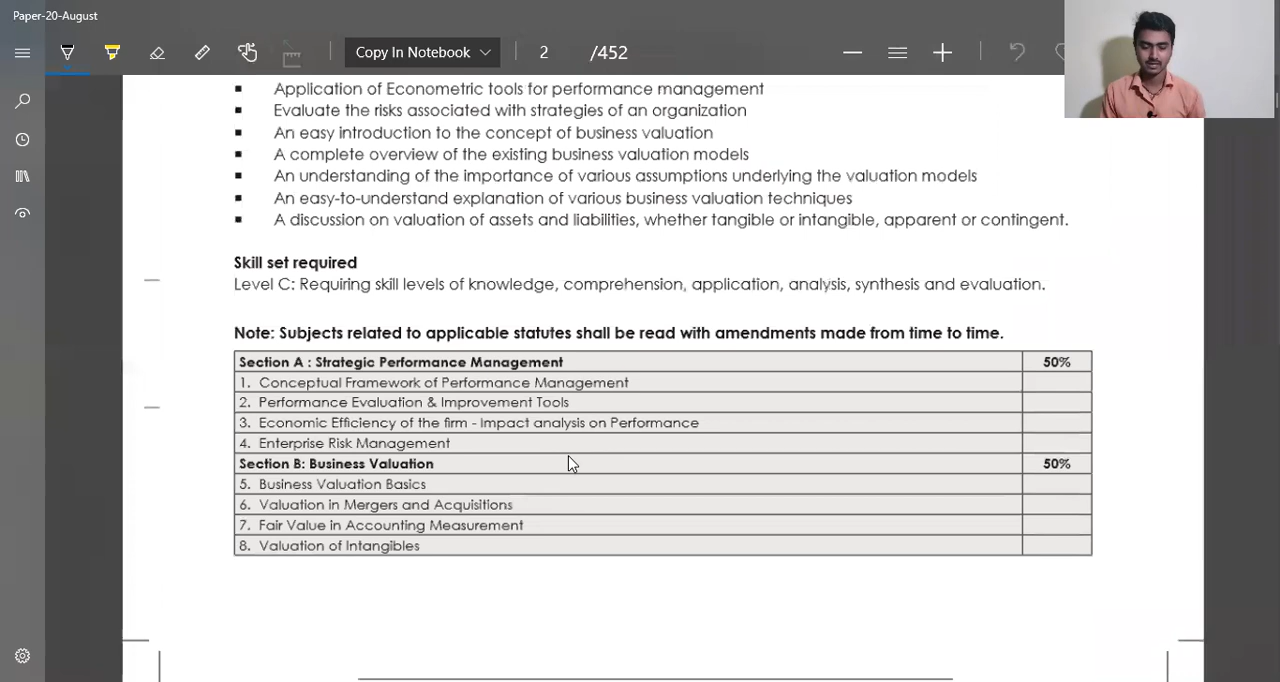 Paper-20-August
Copy In Notebook
2 /452
▪ Application of Econometric tools for performance management
▪ Evaluate the risks associated with strategies of an organization
▪ An easy introduction to the concept of business valuation
▪ A complete overview of the existing business valuation models
▪ An understanding of the importance of various assumptions underlying the valuation models
▪ An easy-to-understand explanation of various business valuation techniques
▪ A discussion on valuation of assets and liabilities, whether tangible or intangible, apparent or contingent.
Skill set required
Level C: Requiring skill levels of knowledge, comprehension, application, analysis, synthesis and evaluation.
Note: Subjects related to applicable statutes shall be read with amendments made from time to time.
Section A : Strategic Performance Management 50%
1. Conceptual Framework of Performance Management
2. Performance Evaluation & Improvement Tools
3. Economic Efficiency of the firm - Impact analysis on Performance
4. Enterprise Risk Management
Section B: Business Valuation 50%
5. Business Valuation Basics
6. Valuation in Mergers and Acquisitions
7. Fair Value in Accounting Measurement
8. Valuation of Intangibles